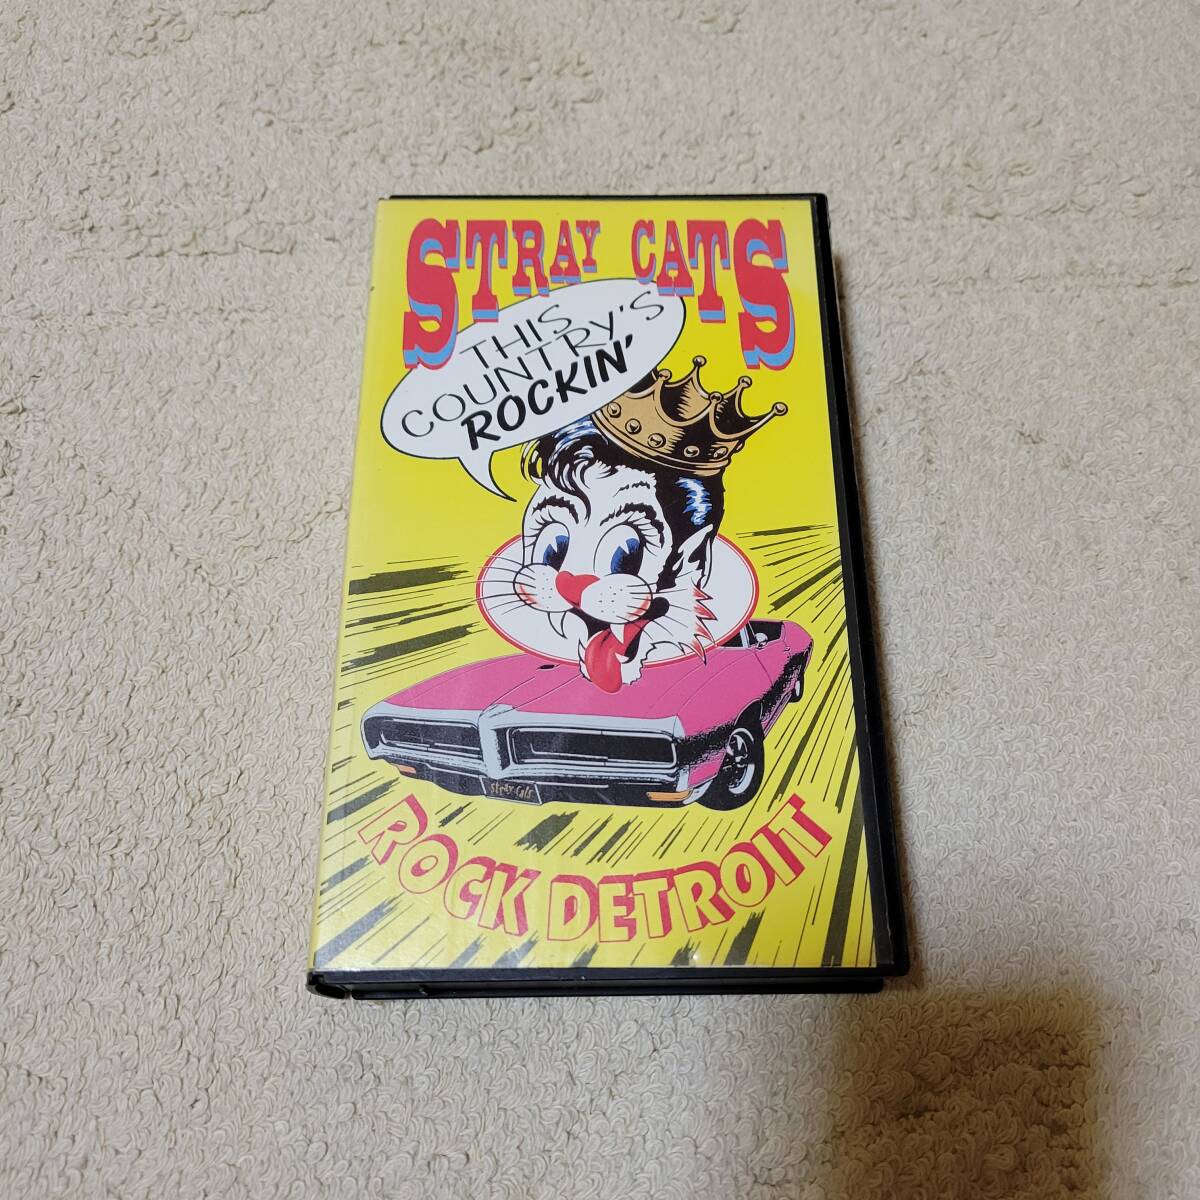 STRAY CATS
THIS
COUNTRY'S
ROCKIN'
stray cats
ROCK DETROIT